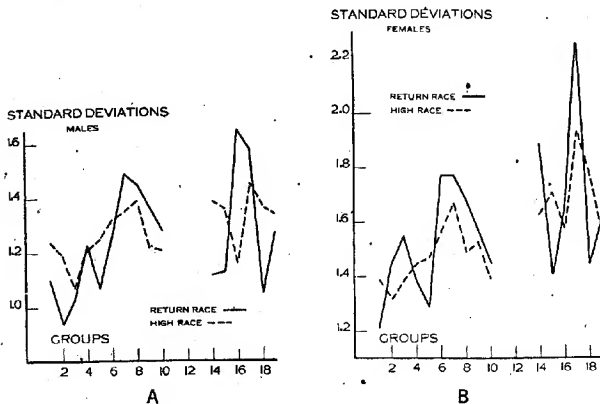 STANDARD DEVIATIONS
MALES
1.6
1.4
1.2
1.0
RETURN RACE
HIGH RACE
GROUPS
2 4 6 8 10 12 14 16 18
A
STANDARD DEVIATIONS
FEMALES
2.2
2.0
1.8
1.6
1.4
1.2
RETURN RACE
HIGH RACE
GROUPS
2 4 6 8 10 12 14 16 18
B